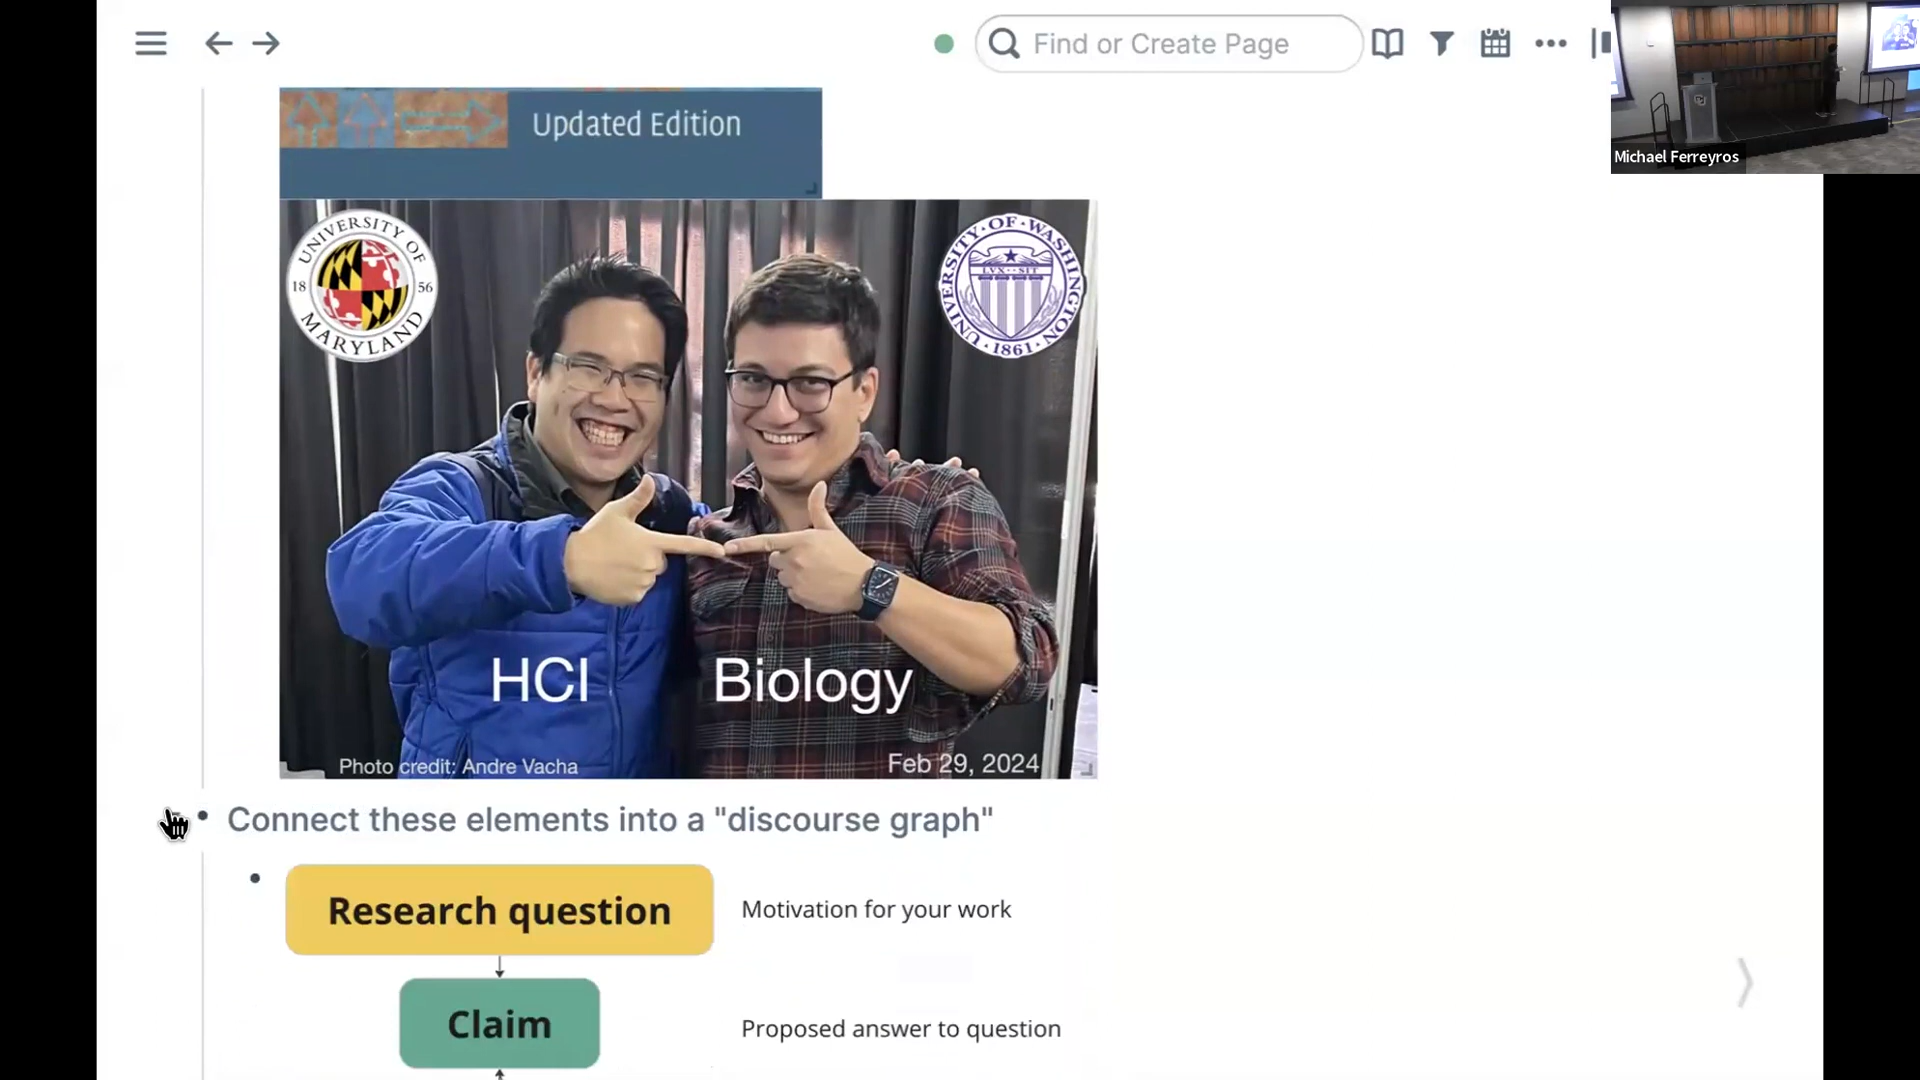 Find or Create Page
Michael Ferreyros
Updated Edition
UNIVERSITY OF
18 56
MARYLAND
UNIVERSITY·OF·WASHINGTON
LVX SIT
·1861·
HCI
Biology
Photo credit: Andre Vacha
Feb 29, 2024
Connect these elements into a "discourse graph"
Research question
Motivation for your work
Claim
Proposed answer to question